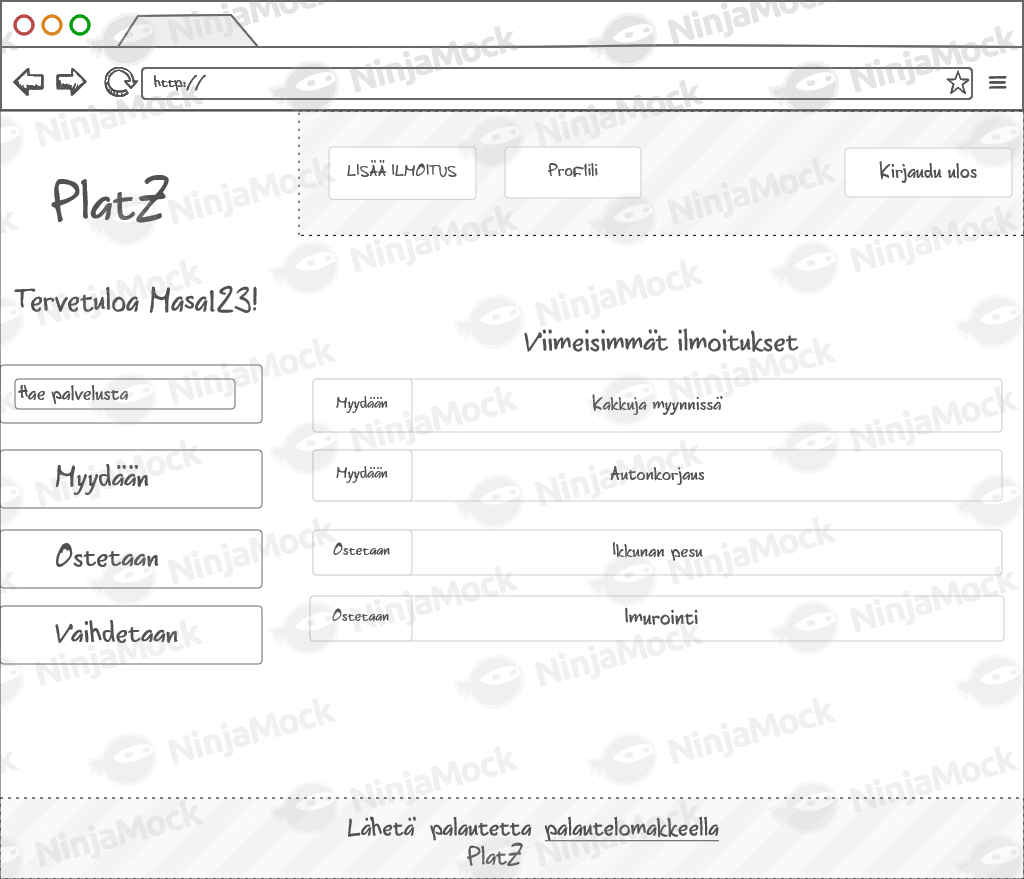 http://
PlatZ
LISÄÄ ILMOITUS
Profiili
Kirjaudu ulos
Tervetuloa Masa123!
Hae palvelusta
Myydään
Ostetaan
Vaihdetaan
Viimeisimmät ilmoitukset
Myydään Kakkuja myynnissä
Myydään Autonkorjaus
Ostetaan Ikkunan pesu
Ostetaan Imurointi
Lähetä palautetta palautelomakkeella
PlatZ
NinjaMock